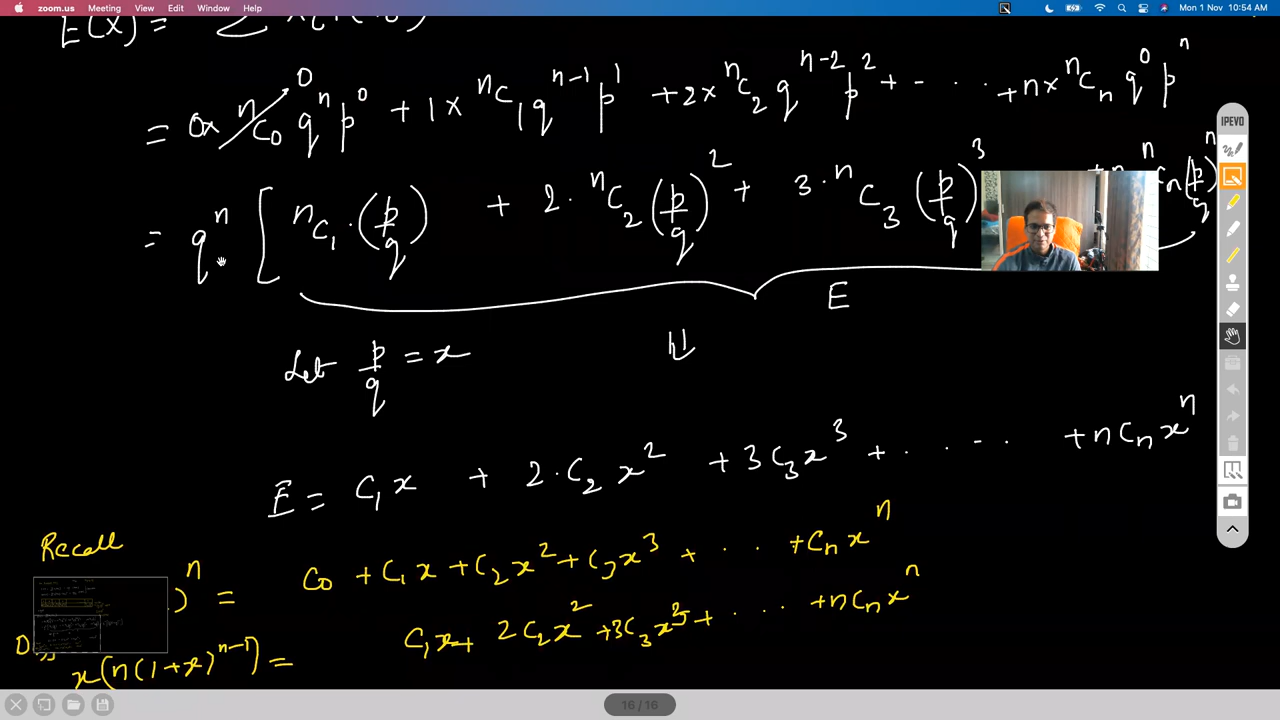 zoom.us Meeting View Edit Window Help Mon 1 Nov 10:54 AM
E(X) =
= 0× ⁿC₀ qⁿ p⁰ + 1× ⁿC₁ qⁿ⁻¹ p¹ + 2× ⁿC₂ qⁿ⁻² p² + - · · · + n× ⁿCₙ q⁰ pⁿ
0
IPEVO
= qⁿ [ ⁿC₁ · (p/q) + 2 · ⁿC₂ (p/q)² + 3 · ⁿC₃ (p/q)³
E
Let p/q = x
E = C₁x + 2·C₂x² + 3C₃x³ + · · - · + nCₙxⁿ
Recall
)ⁿ = C₀ + C₁x + C₂x² + C₃x³ + · · · + Cₙxⁿ
x(n(1+x)ⁿ⁻¹) = C₁x + 2C₂x² + 3C₃x³ + · · · · + nCₙxⁿ
16 / 16